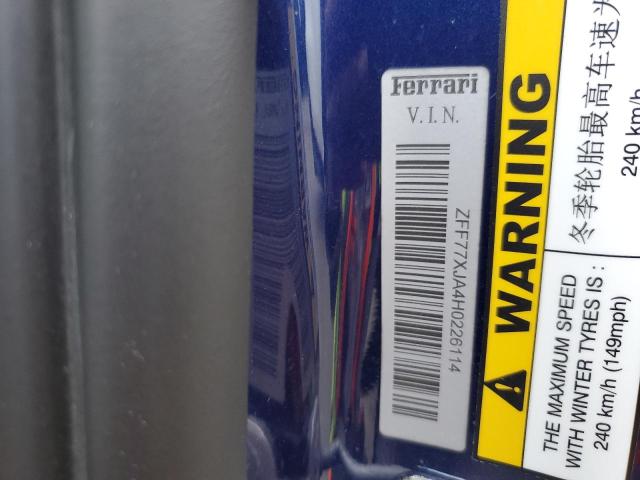 Ferrari
V.I.N.
ZFF77XJA4H0226114
WARNING
冬季轮胎最高车速光
240 km/h
THE MAXIMUM SPEED
WITH WINTER TYRES IS :
240 km/h (149mph)